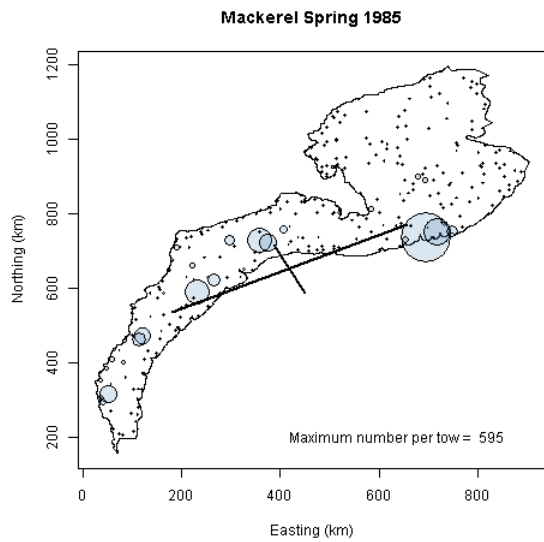 Mackerel Spring 1985
Northing (km)
1200
1000
800
600
400
200
Maximum number per tow = 595
0 200 400 600 800
Easting (km)